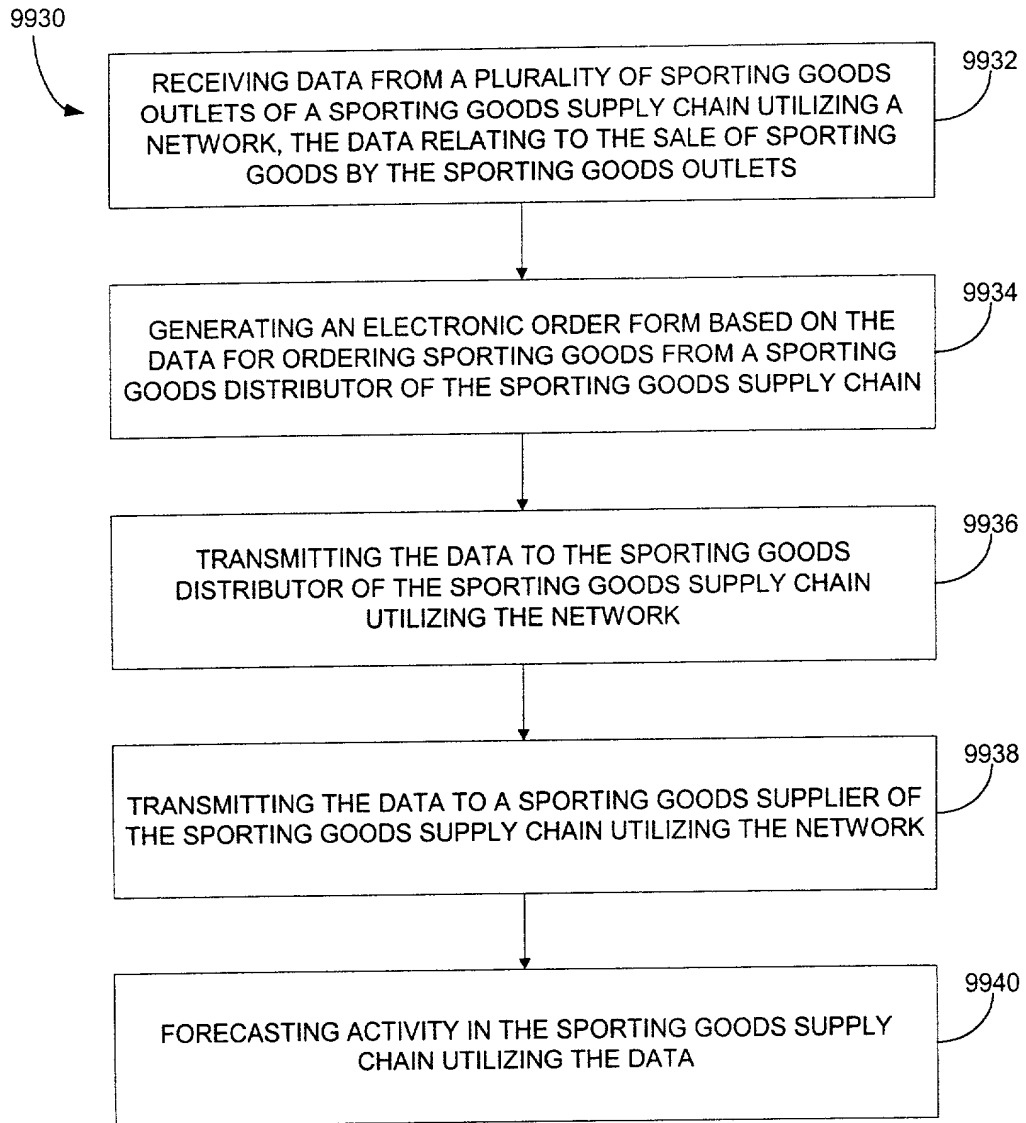 9930
RECEIVING DATA FROM A PLURALITY OF SPORTING GOODS
OUTLETS OF A SPORTING GOODS SUPPLY CHAIN UTILIZING A
NETWORK, THE DATA RELATING TO THE SALE OF SPORTING
GOODS BY THE SPORTING GOODS OUTLETS
9932
GENERATING AN ELECTRONIC ORDER FORM BASED ON THE
DATA FOR ORDERING SPORTING GOODS FROM A SPORTING
GOODS DISTRIBUTOR OF THE SPORTING GOODS SUPPLY CHAIN
9934
TRANSMITTING THE DATA TO THE SPORTING GOODS
DISTRIBUTOR OF THE SPORTING GOODS SUPPLY CHAIN
UTILIZING THE NETWORK
9936
TRANSMITTING THE DATA TO A SPORTING GOODS SUPPLIER OF
THE SPORTING GOODS SUPPLY CHAIN UTILIZING THE NETWORK
9938
FORECASTING ACTIVITY IN THE SPORTING GOODS SUPPLY
CHAIN UTILIZING THE DATA
9940